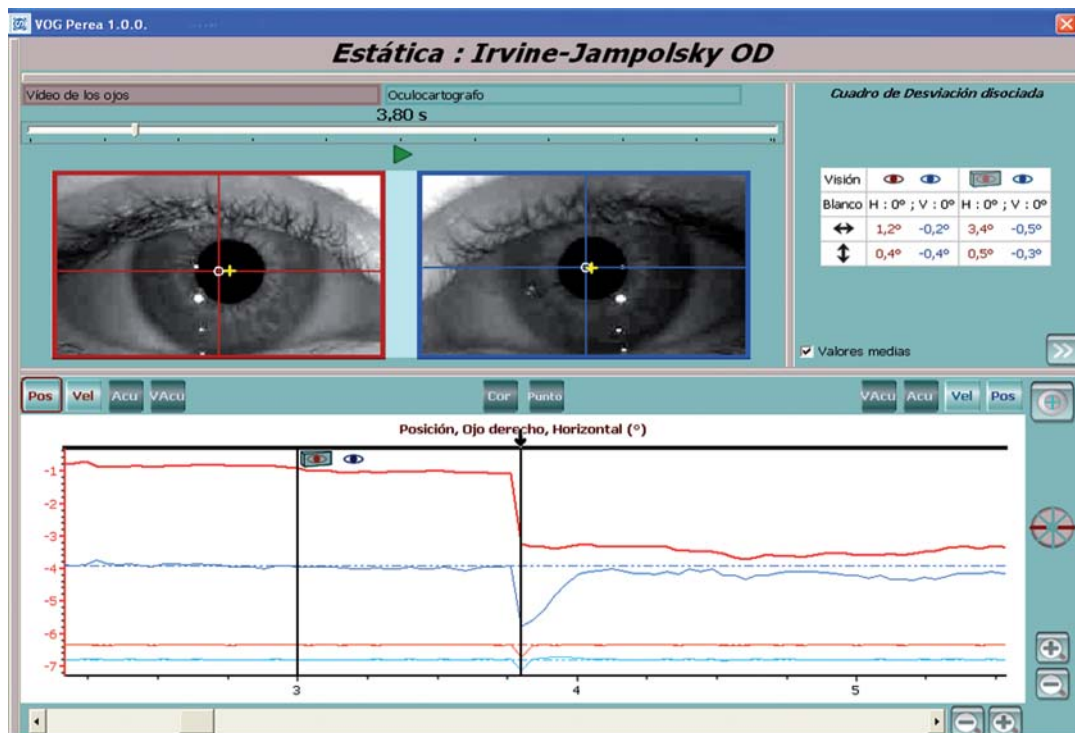 VOG Perea 1.0.0.
Estática : Irvine-Jampolsky OD
Vídeo de los ojos
Oculocartografo
3,80 s
Cuadro de Desviación disociada
Visión
Blanco H : 0º ; V : 0º H : 0º ; V : 0º
1,2º -0,2º 3,4º -0,5º
0,4º -0,4º 0,5º -0,3º
Valores medias
Pos Vel Acu VAcu Cor Punto VAcu Acu Vel Pos
Posición, Ojo derecho, Horizontal (º)
-1
-2
-3
-4
-5
-6
-7
3 4 5